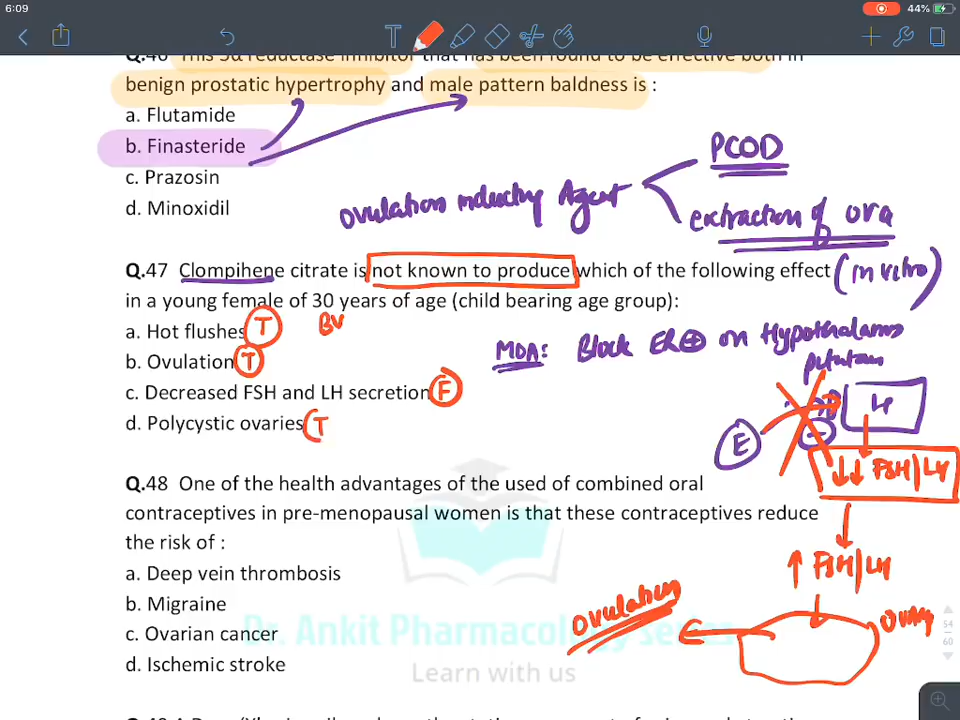 6:09
44%
T
Q.46 This 5α reductase inhibitor that has been found to be effective both in
benign prostatic hypertrophy and male pattern baldness is :
a. Flutamide
b. Finasteride
c. Prazosin
d. Minoxidil
PCOD
Ovulation inducing Agent
extraction of ova
(in vitro)
Q.47 Clompihene citrate is not known to produce which of the following effect
in a young female of 30 years of age (child bearing age group):
a. Hot flushes T
b. Ovulation T
c. Decreased FSH and LH secretion F
d. Polycystic ovaries T
MOA: Block ER on Hypothalamus
E
↓↓ FSH/LH
↑ FSH/LH
ovary
Ovulation
Q.48 One of the health advantages of the used of combined oral
contraceptives in pre-menopausal women is that these contraceptives reduce
the risk of :
a. Deep vein thrombosis
b. Migraine
c. Ovarian cancer
d. Ischemic stroke
Dr. Ankit Pharmacology series
Learn with us
54
60